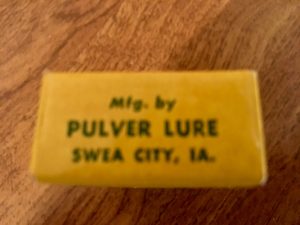 Mfg. by
PULVER LURE
SWEA CITY, IA.